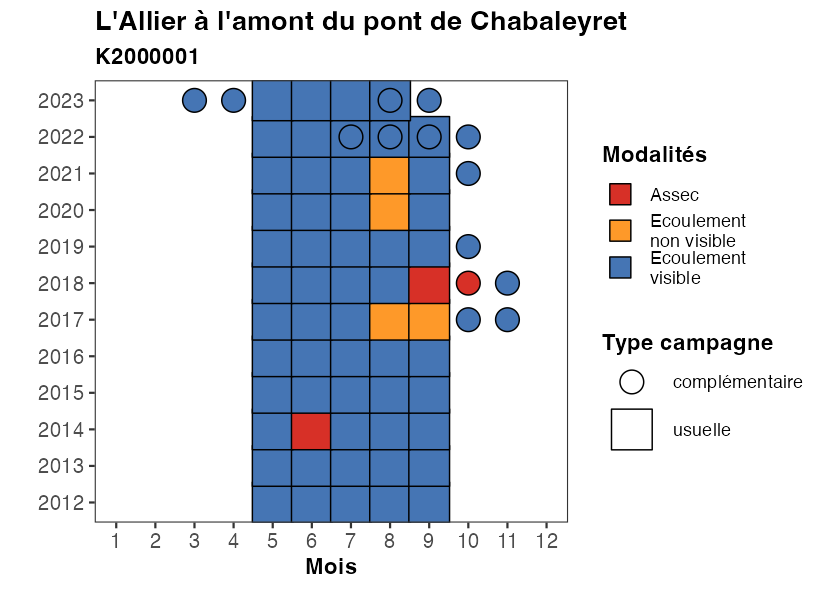 L'Allier à l'amont du pont de Chabaleyret
K2000001
2023
2022
2021
2020
2019
2018
2017
2016
2015
2014
2013
2012
1 2 3 4 5 6 7 8 9 10 11 12
Mois
Modalités
Assec
Ecoulement
non visible
Ecoulement
visible
Type campagne
complémentaire
usuelle